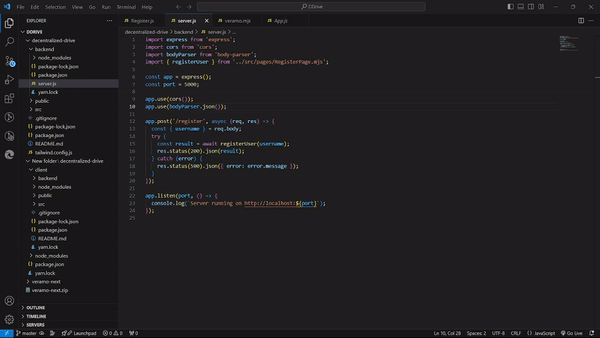 File Edit Selection View Go Run Terminal Help
DDrive
EXPLORER
DDRIVE
decentralized-drive
backend
node_modules
package-lock.json
package.json
server.js
yarn.lock
public
src
.gitignore
package-lock.json
package.json
README.md
tailwind.config.js
New folder\ decentralized-drive
client
backend
node_modules
public
src
.gitignore
package-lock.json
package.json
README.md
yarn.lock
node_modules
package.json
yarn.lock
veramo-next
veramo-next.zip
OUTLINE
TIMELINE
SERVERS
Register.js server.js veramo.mjs App.js
decentralized-drive > backend > server.js > ...
1 import express from 'express';
2 import cors from 'cors';
3 import bodyParser from 'body-parser';
4 import { registerUser } from '../src/pages/RegisterPage.mjs';
5
6 const app = express();
7 const port = 5000;
8
9 app.use(cors());
10 app.use(bodyParser.json());
11
12 app.post('/register', async (req, res) => {
13 const { username } = req.body;
14 try {
15 const result = await registerUser(username);
16 res.status(200).json(result);
17 } catch (error) {
18 res.status(500).json({ error: error.message });
19 }
20 });
21
22 app.listen(port, () => {
23 console.log(`Server running on http://localhost:${port}`);
24 });
25
master Launchpad 0 0 0 Ln 10, Col 28 Spaces: 2 UTF-8 CRLF {} JavaScript Go Live